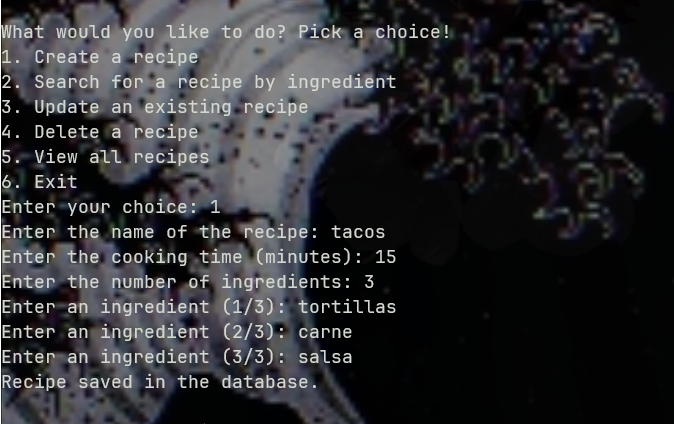 What would you like to do? Pick a choice!
1. Create a recipe
2. Search for a recipe by ingredient
3. Update an existing recipe
4. Delete a recipe
5. View all recipes
6. Exit
Enter your choice: 1
Enter the name of the recipe: tacos
Enter the cooking time (minutes): 15
Enter the number of ingredients: 3
Enter an ingredient (1/3): tortillas
Enter an ingredient (2/3): carne
Enter an ingredient (3/3): salsa
Recipe saved in the database.